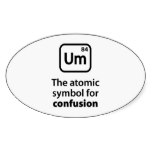 84
Um
The atomic
symbol for
confusion